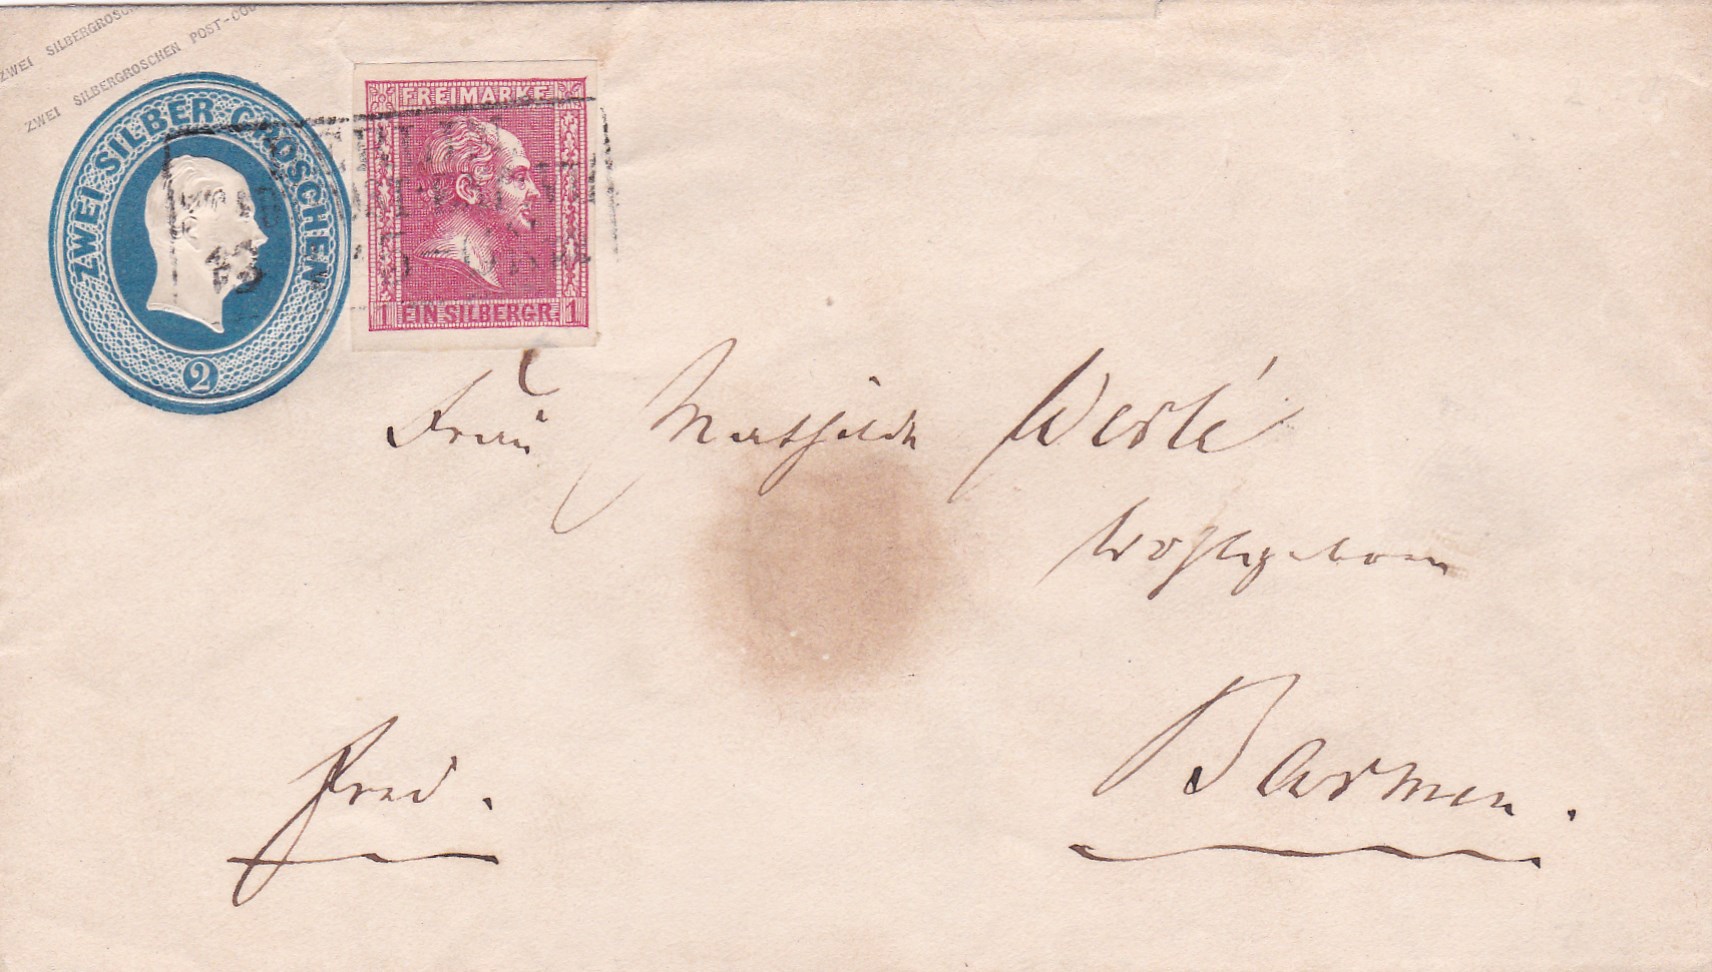 ZWEI SILBERGROSCHEN
ZWEI SILBERGROSCHEN POST-COU
ZWEI SILBER GROSCHEN
2
FREIMARKE
1 EIN SILBERGR. 1
Frau Mathilde Werlé
Wohlgeboren
Barmen.